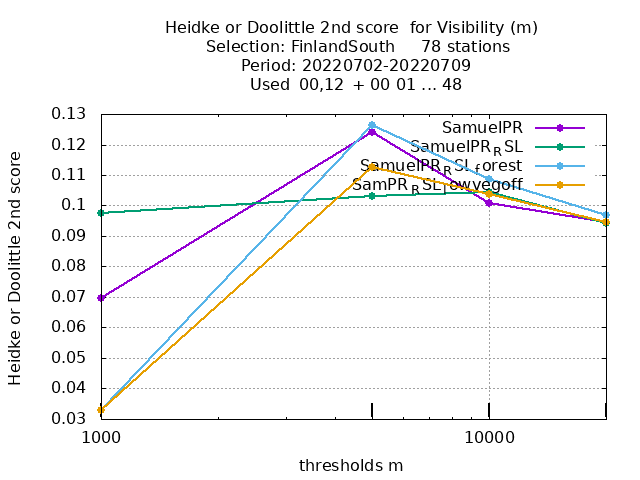 Heidke or Doolittle 2nd score for Visibility (m)
Selection: FinlandSouth 78 stations
Period: 20220702-20220709
Used 00,12 + 00 01 ... 48
Heidke or Doolittle 2nd score
0.13
0.12
0.11
0.1
0.09
0.08
0.07
0.06
0.05
0.04
0.03
SamuelPR
SamuelPR_RSL
SamuelPR_RSL_forest
SamPR_RSL_owvegoff
1000
10000
thresholds m